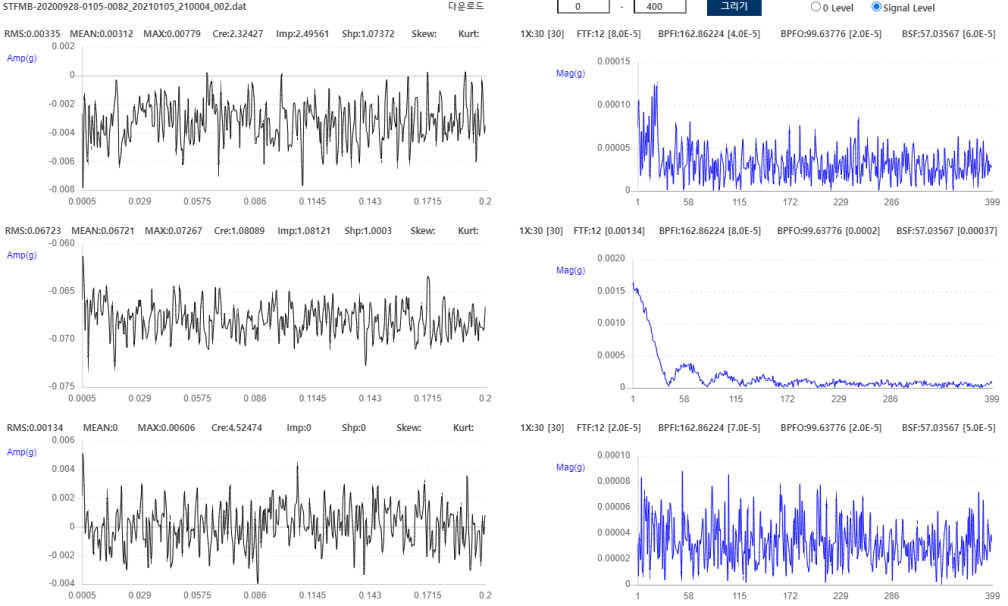 STFMB-20200928-0105-0082_20210105_210004_002.dat 다운로드 0 - 400 그리기 0 Level Signal Level
RMS:0.00335 MEAN:0.00312 MAX:0.00779 Cre:2.32427 Imp:2.49561 Shp:1.07372 Skew: Kurt: 1X:30 [30] FTF:12 [8.0E-5] BPFI:162.86224 [4.0E-5] BPFO:99.63776 [2.0E-5] BSF:57.03567 [6.0E-5]
Amp(g)
0.002
0
-0.002
-0.004
-0.006
-0.008
0.0005 0.029 0.0575 0.086 0.1145 0.143 0.1715 0.2
Mag(g)
0.00015
0.00010
0.00005
0
1 58 115 172 229 286 399
RMS:0.06723 MEAN:0.06721 MAX:0.07267 Cre:1.08089 Imp:1.08121 Shp:1.0003 Skew: Kurt: 1X:30 [30] FTF:12 [0.00134] BPFI:162.86224 [8.0E-5] BPFO:99.63776 [0.0002] BSF:57.03567 [0.00037]
Amp(g)
-0.060
-0.065
-0.070
-0.075
0.0005 0.029 0.0575 0.086 0.1145 0.143 0.1715 0.2
Mag(g)
0.0020
0.0015
0.0010
0.0005
0
1 58 115 172 229 286 399
RMS:0.00134 MEAN:0 MAX:0.00606 Cre:4.52474 Imp:0 Shp:0 Skew: Kurt: 1X:30 [30] FTF:12 [2.0E-5] BPFI:162.86224 [7.0E-5] BPFO:99.63776 [2.0E-5] BSF:57.03567 [5.0E-5]
Amp(g)
0.006
0.004
0.002
0
-0.002
-0.004
0.0005 0.029 0.0575 0.086 0.1145 0.143 0.1715 0.2
Mag(g)
0.00010
0.00008
0.00006
0.00004
0.00002
0
1 58 115 172 229 286 399